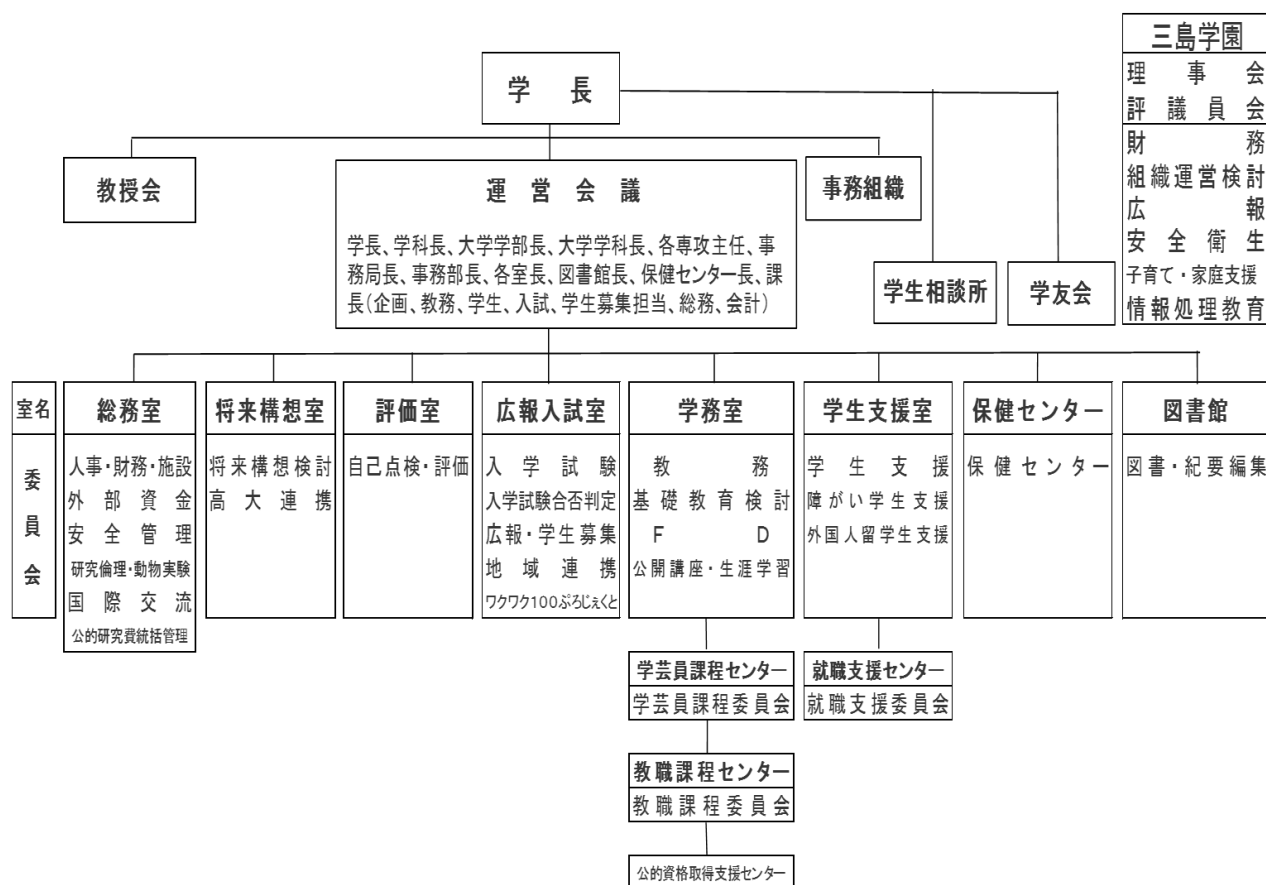 三島学園
理事会
評議員会
財務
組織運営検討
広報
安全衛生
子育て・家庭支援
情報処理教育
学長
教授会
運営会議
学長、学科長、大学学部長、大学学科長、各専攻主任、事
務局長、事務部長、各室長、図書館長、保健センター長、課
長(企画、教務、学生、入試、学生募集担当、総務、会計)
事務組織
学生相談所
学友会
室名
委員会
総務室
人事・財務・施設
外部資金
安全管理
研究倫理・動物実験
国際交流
公的研究費統括管理
将来構想室
将来構想検討
高大連携
評価室
自己点検・評価
広報入試室
入学試験
入学試験合否判定
広報・学生募集
地域連携
ワクワク100ぷろじぇくと
学務室
教務
基礎教育検討
FD
公開講座・生涯学習
学芸員課程センター
学芸員課程委員会
教職課程センター
教職課程委員会
公的資格取得支援センター
学生支援室
学生支援
障がい学生支援
外国人留学生支援
就職支援センター
就職支援委員会
保健センター
保健センター
図書館
図書・紀要編集